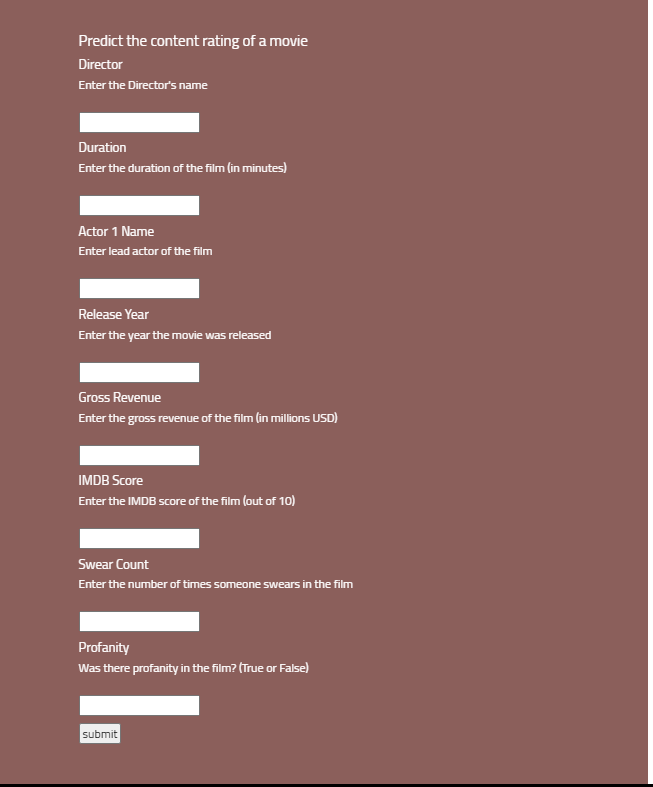 Predict the content rating of a movie
Director
Enter the Director's name
Duration
Enter the duration of the film (in minutes)
Actor 1 Name
Enter lead actor of the film
Release Year
Enter the year the movie was released
Gross Revenue
Enter the gross revenue of the film (in millions USD)
IMDB Score
Enter the IMDB score of the film (out of 10)
Swear Count
Enter the number of times someone swears in the film
Profanity
Was there profanity in the film? (True or False)
submit